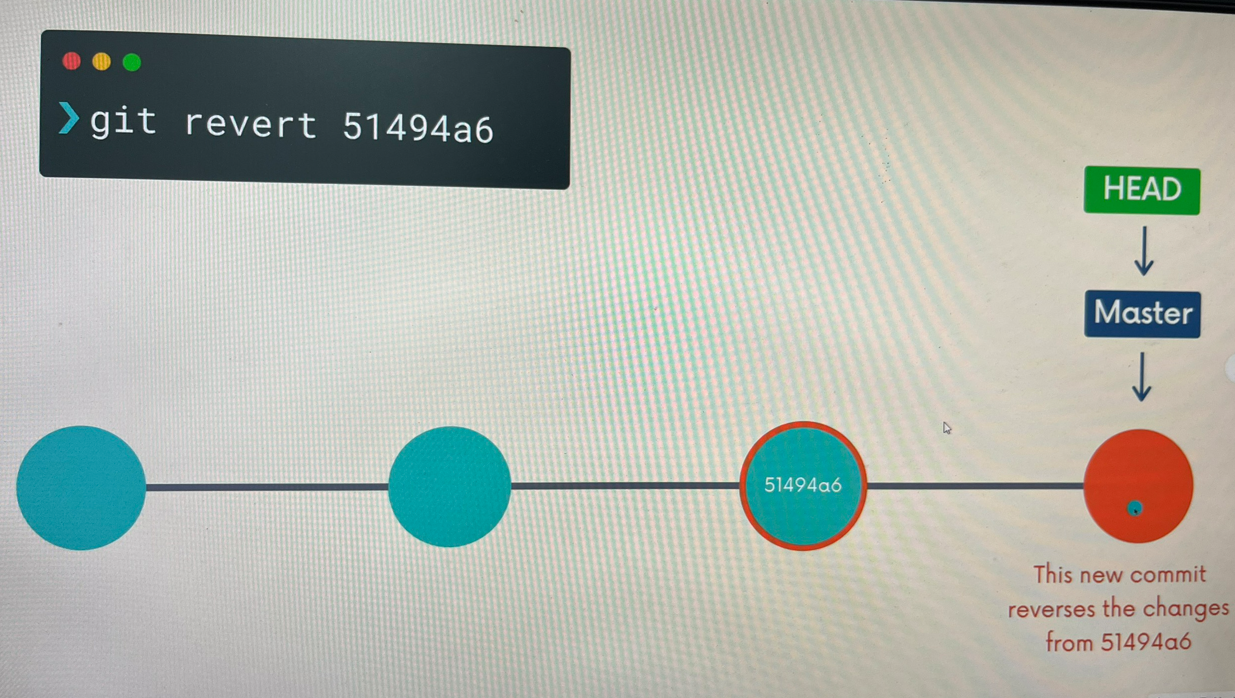 ❯ git revert 51494a6
HEAD
Master
51494a6
This new commit
reverses the changes
from 51494a6